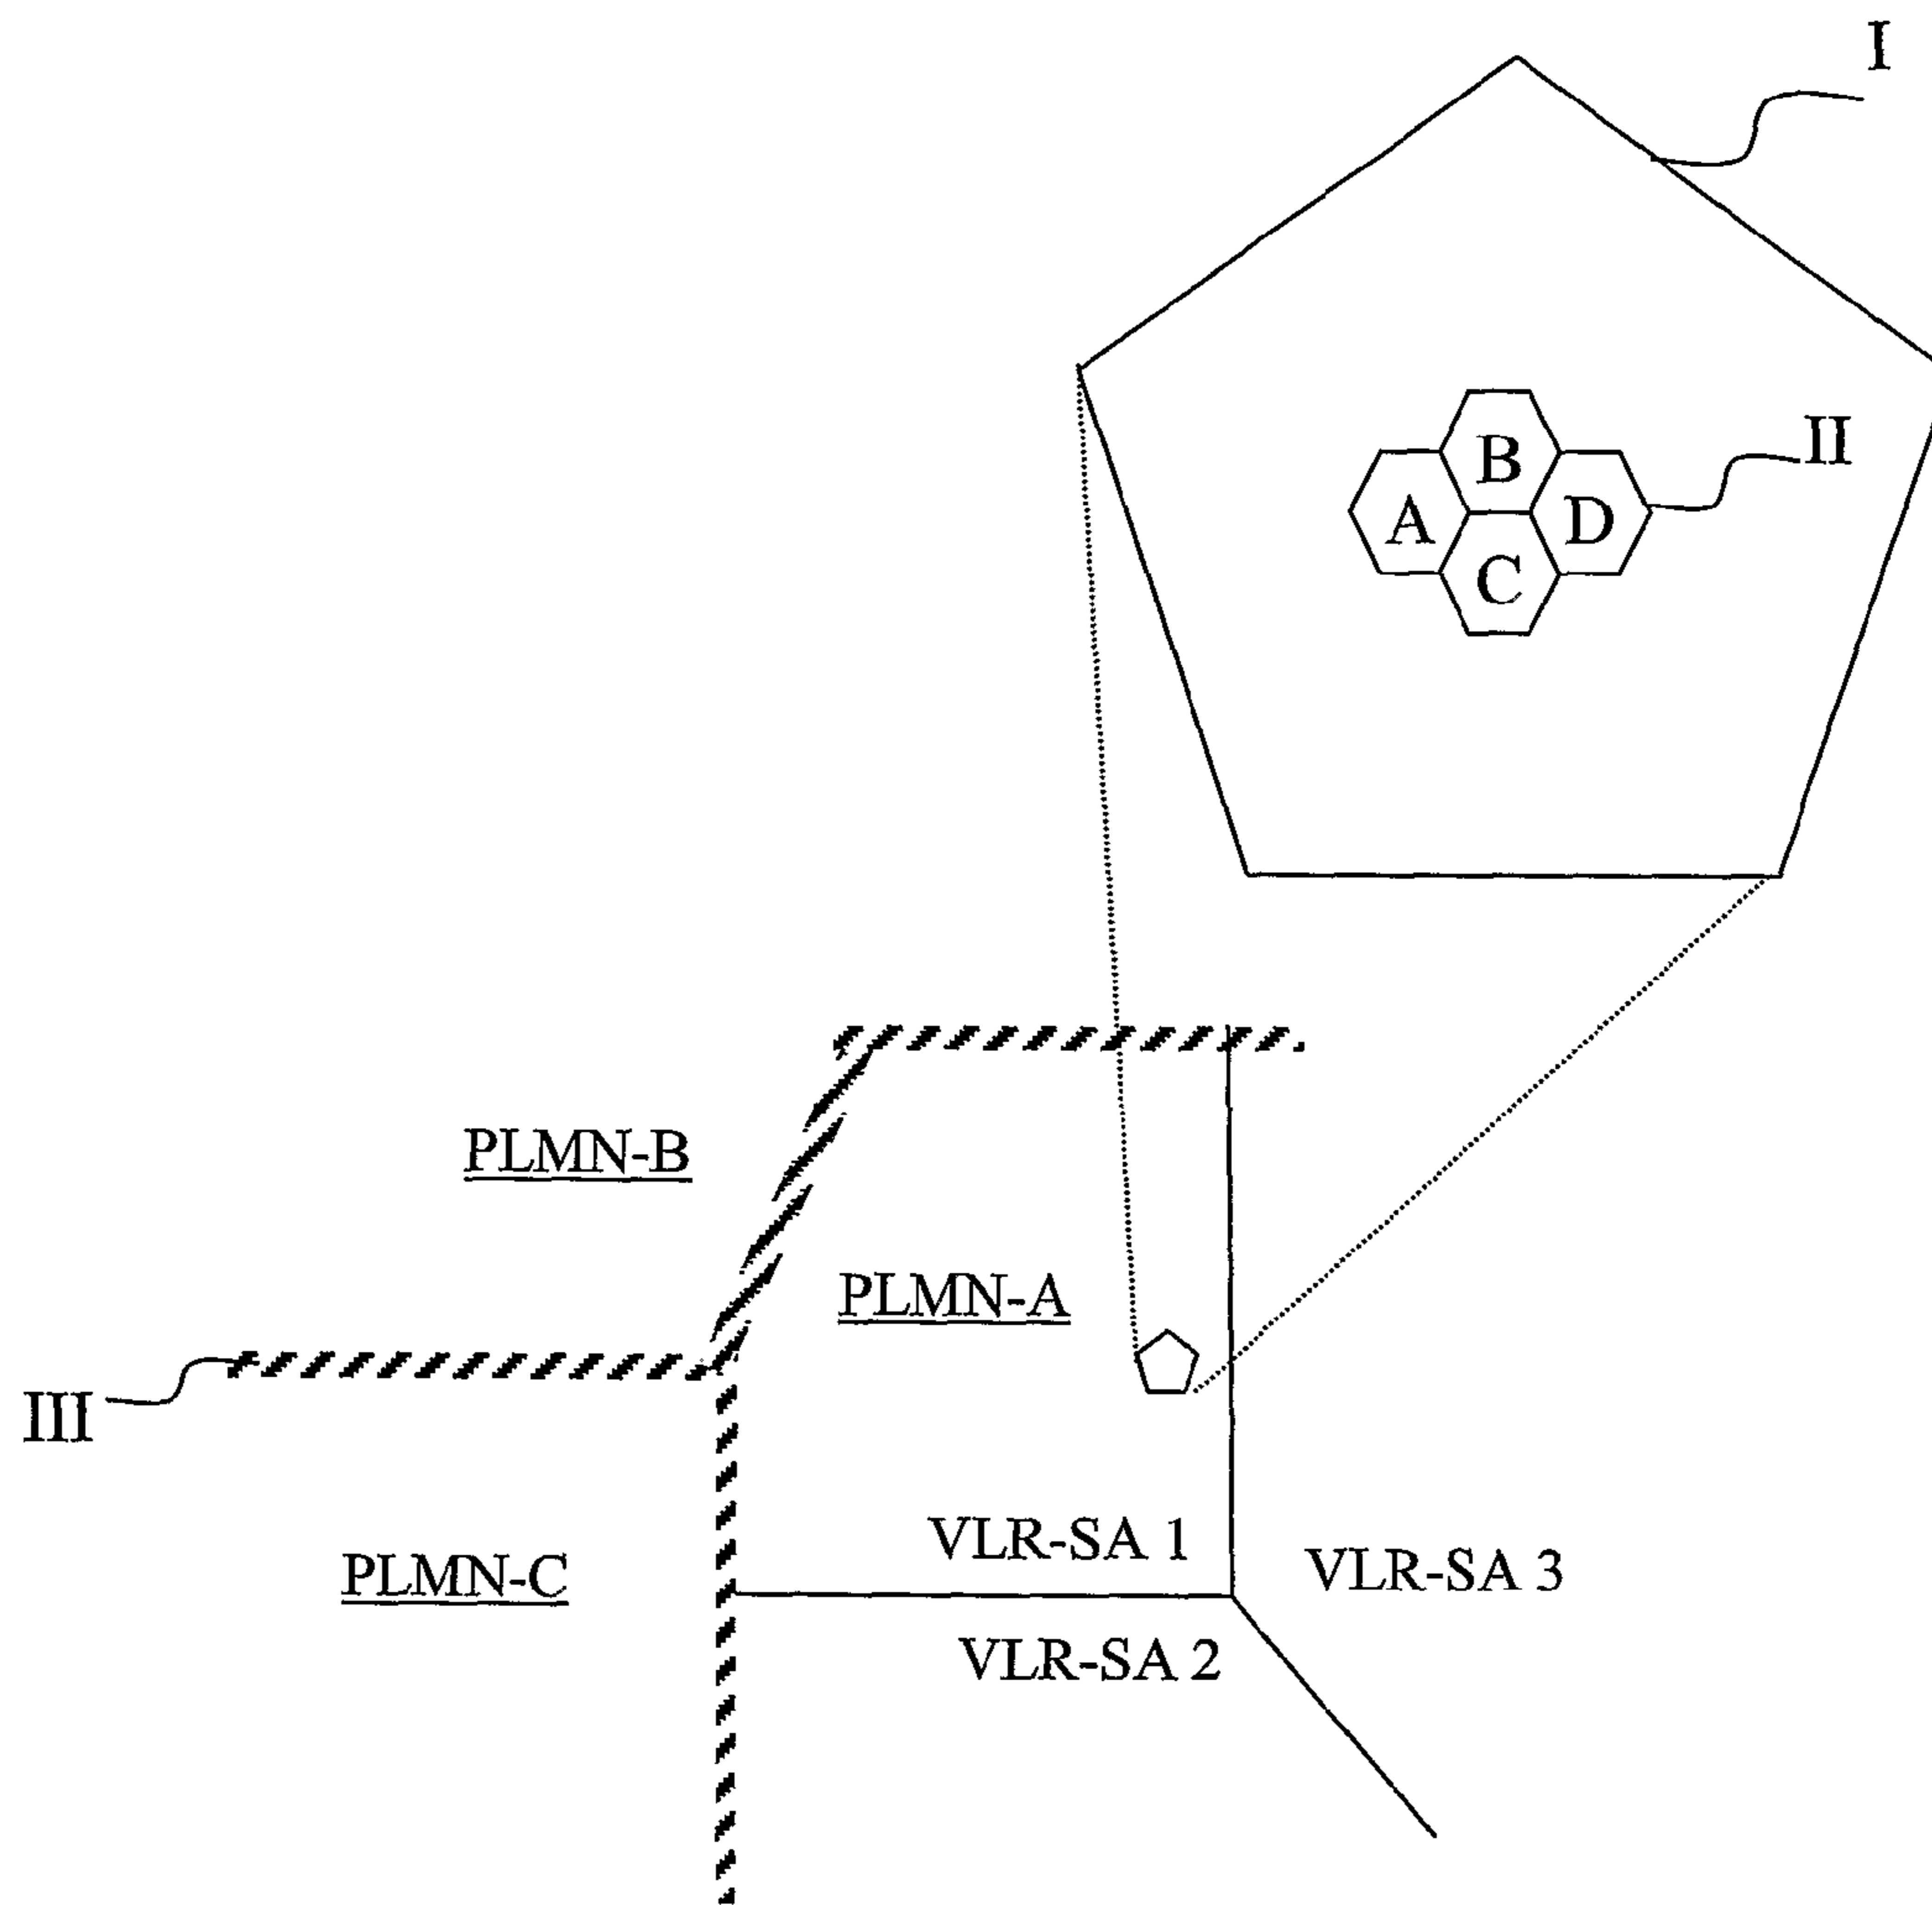 I
II
B
A
D
C
PLMN-B
PLMN-A
III
VLR-SA 1
PLMN-C
VLR-SA 3
VLR-SA 2